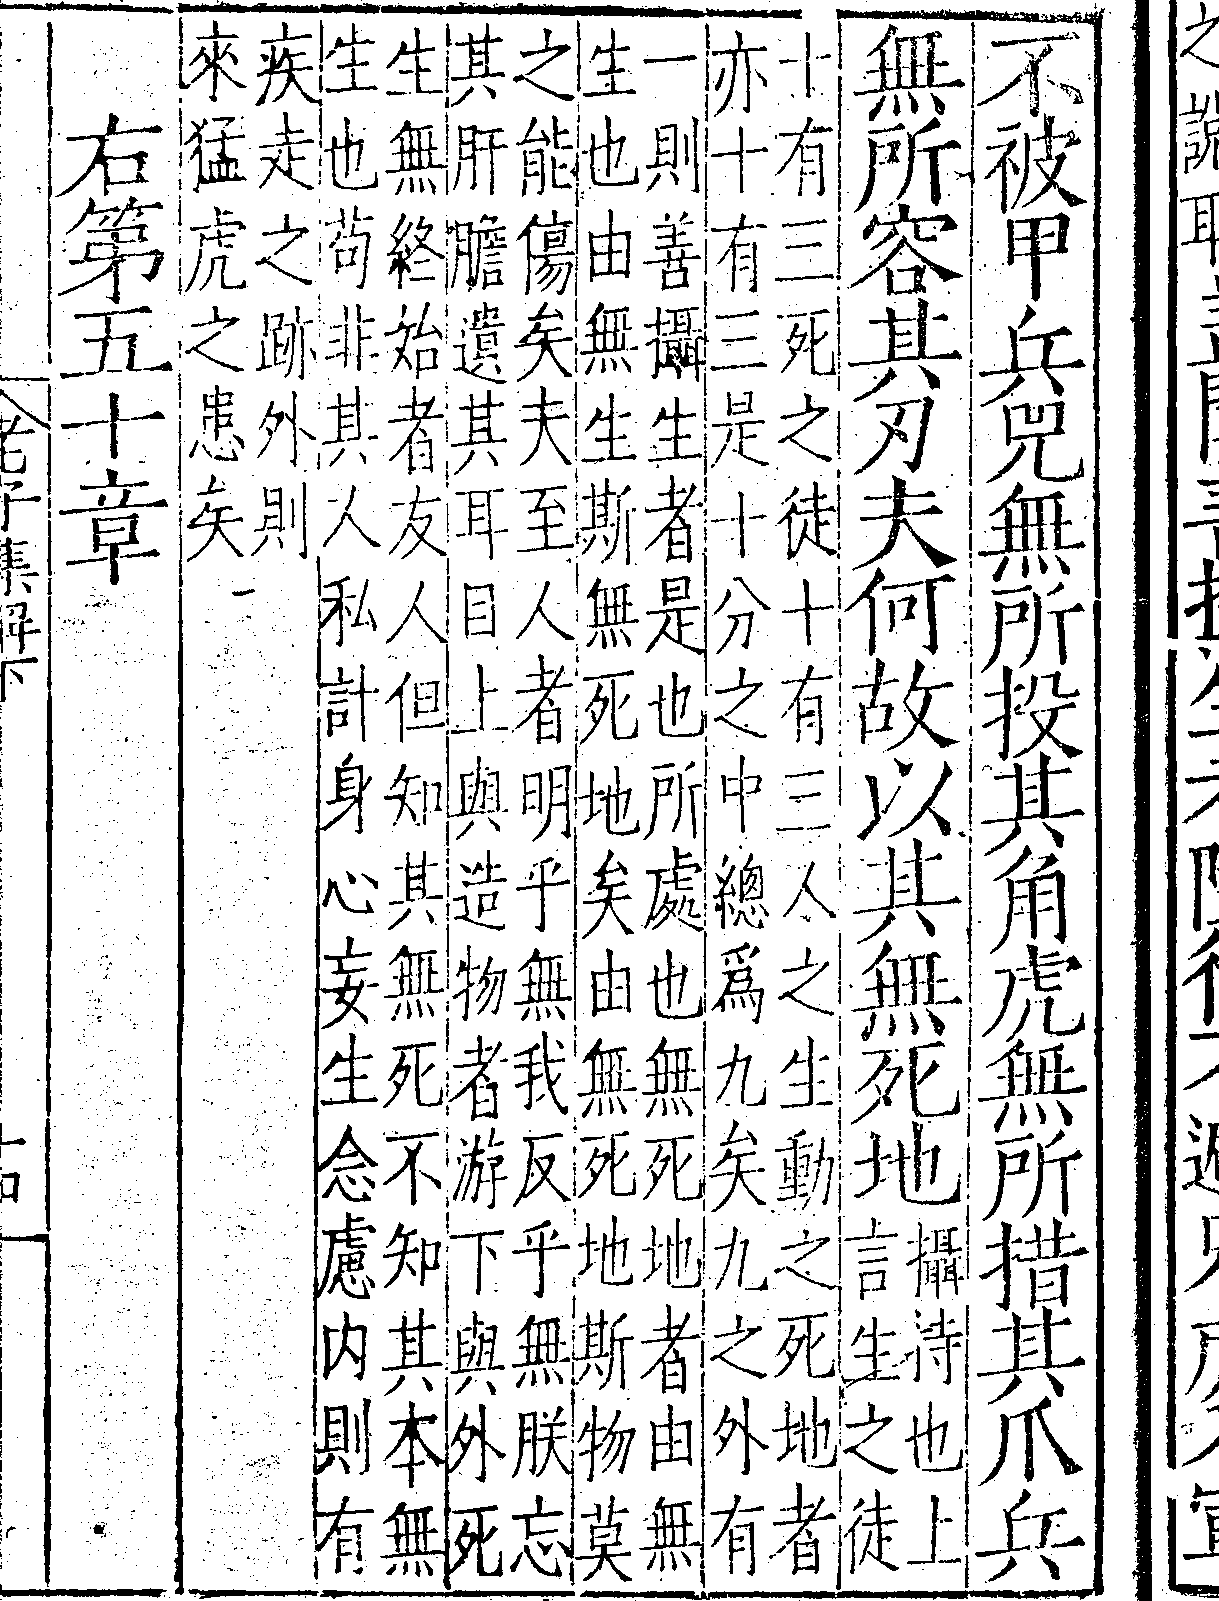 不被甲兵兕無所投其角虎無所措其爪兵
無所容其刃夫何故以其無死地攝持也上
言生之徒
十有三死之徒十有三人之生動之死地者
亦十有三是十分之中總爲九矣九之外有
一則善攝生者是也所處也無死地者由無
生也由無生斯無死地矣由無死地斯物莫
之能傷矣夫至人者明乎無我反乎無朕忘
其肝膽遺其耳目上與造物者游下與外死
生無終始者友人但知其無死不知其本無
生也苟非其人私計身心妄生念慮内則有
疾走之跡外則
來猛虎之患矣
右第五十章
老子集解下